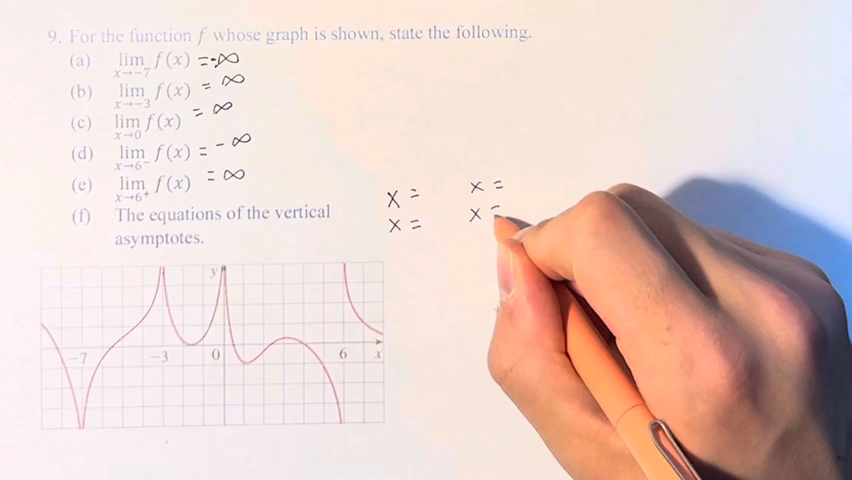 9. For the function f whose graph is shown, state the following.
(a) lim x→−7 f(x) = -∞
(b) lim x→−3 f(x) = ∞
(c) lim x→0 f(x) = ∞
(d) lim x→6⁻ f(x) = - ∞
(e) lim x→6⁺ f(x) = ∞
(f) The equations of the vertical
asymptotes.
x = x =
x = x =
y
−7 −3 0 6 x